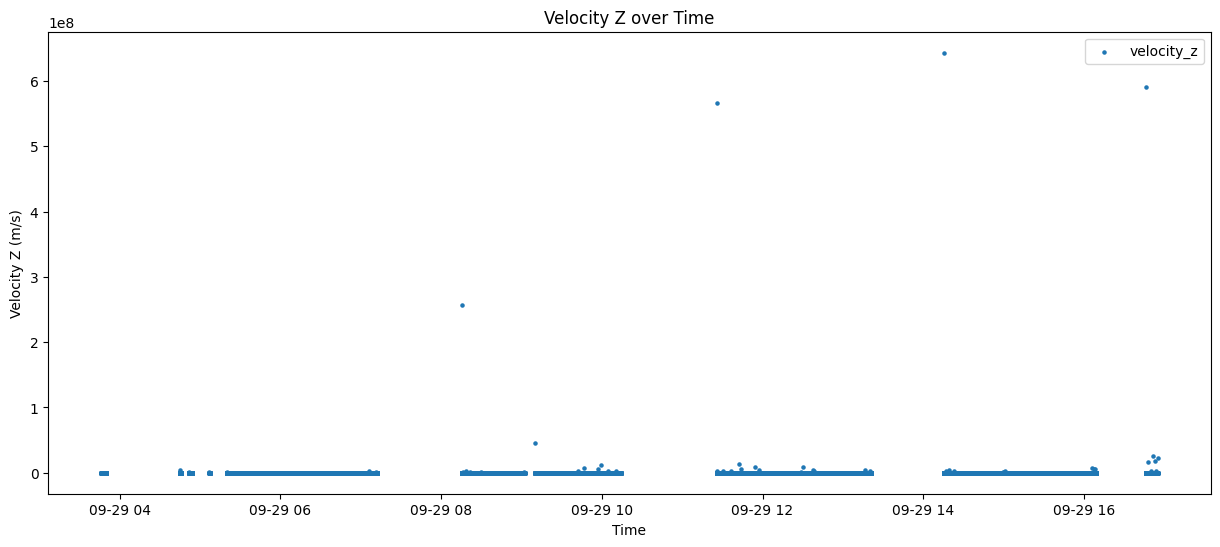 Velocity Z over Time
1e8
velocity_z
6
5
4
3
2
1
0
Velocity Z (m/s)
09-29 04
09-29 06
09-29 08
09-29 10
09-29 12
09-29 14
09-29 16
Time